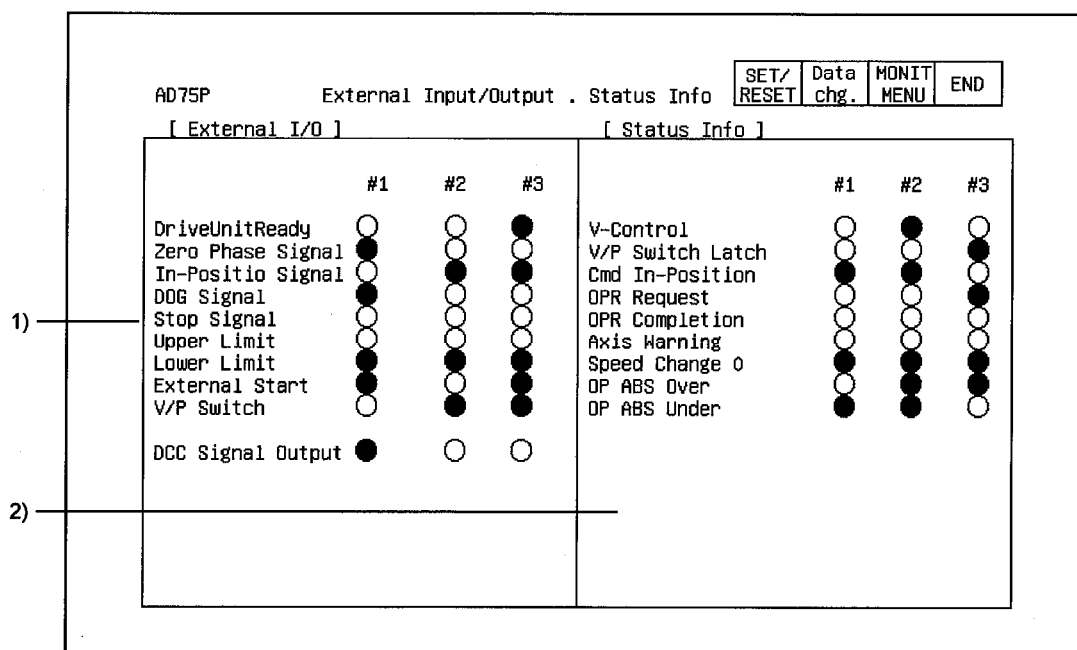 AD75P External Input/Output . Status Info SET/RESET Data chg. MONIT MENU END
[ External I/O ] [ Status Info ]
#1 #2 #3 #1 #2 #3
DriveUnitReady V-Control
Zero Phase Signal V/P Switch Latch
In-Positio Signal Cmd In-Position
DOG Signal OPR Request
1) Stop Signal OPR Completion
Upper Limit Axis Warning
Lower Limit Speed Change 0
External Start OP ABS Over
V/P Switch OP ABS Under
DCC Signal Output
2)